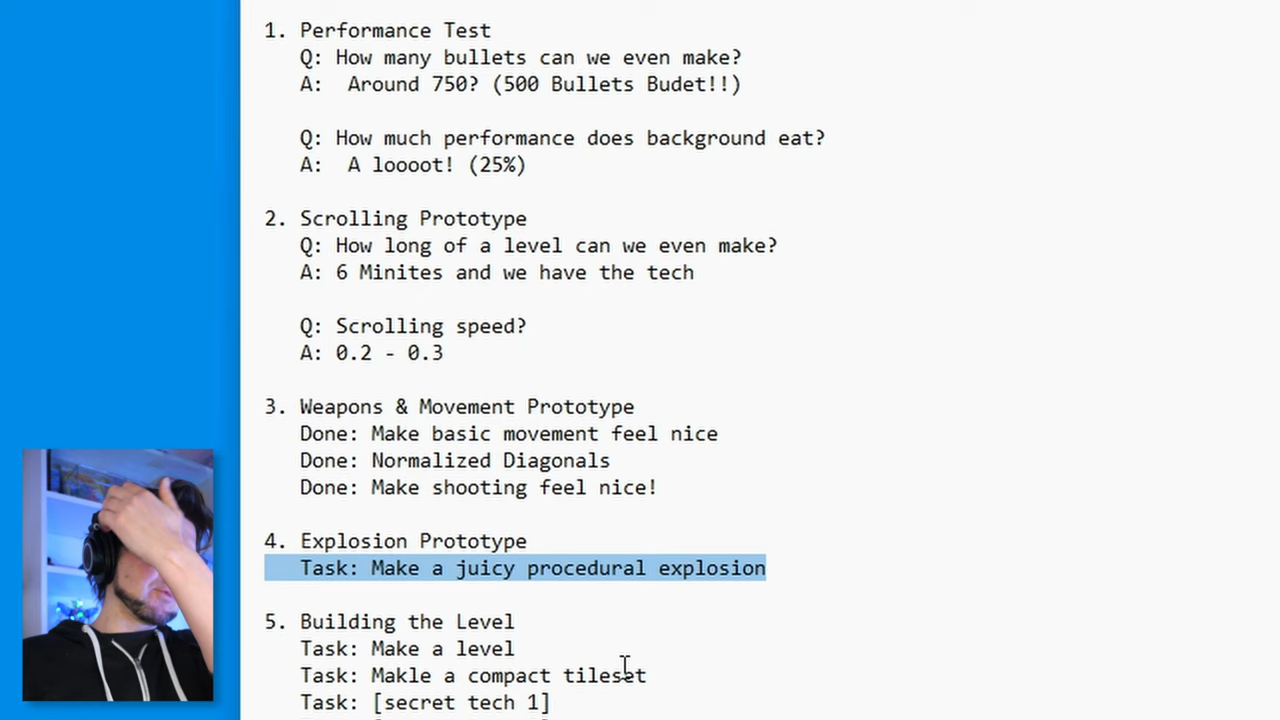 1. Performance Test
Q: How many bullets can we even make?
A:  Around 750? (500 Bullets Budet!!)
Q: How much performance does background eat?
A:  A loooot! (25%)
2. Scrolling Prototype
Q: How long of a level can we even make?
A: 6 Minites and we have the tech
Q: Scrolling speed?
A: 0.2 - 0.3
3. Weapons & Movement Prototype
Done: Make basic movement feel nice
Done: Normalized Diagonals
Done: Make shooting feel nice!
4. Explosion Prototype
Task: Make a juicy procedural explosion
5. Building the Level
Task: Make a level
Task: Makle a compact tileset
Task: [secret tech 1]